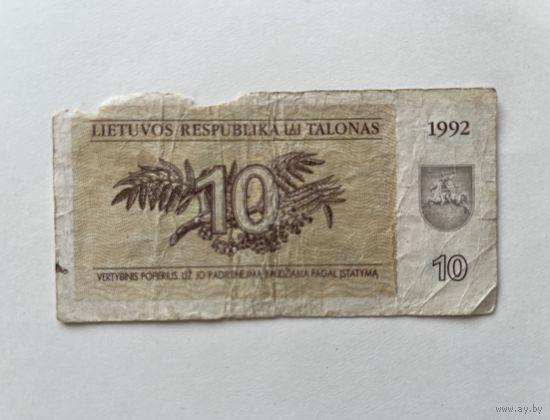 LIETUVOS RESPUBLIKA TALONAS
1992
10
VERTYBINIS POPIERIUS. UŽ JO PADIRBINĖJIMĄ BAUDŽIAMA PAGAL ĮSTATYMĄ
10
www.ay.by